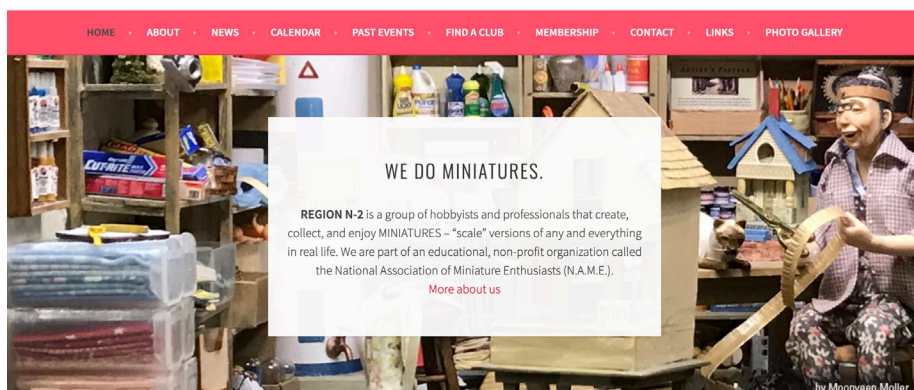 HOME • ABOUT • NEWS • CALENDAR • PAST EVENTS • FIND A CLUB • MEMBERSHIP • CONTACT • LINKS • PHOTO GALLERY
CUT-RITE
WE DO MINIATURES.
REGION N-2 is a group of hobbyists and professionals that create,
collect, and enjoy MINIATURES – “scale” versions of any and everything
in real life. We are part of an educational, non-profit organization called
the National Association of Miniature Enthusiasts (N.A.M.E.).
More about us
by Moonyeen Moller